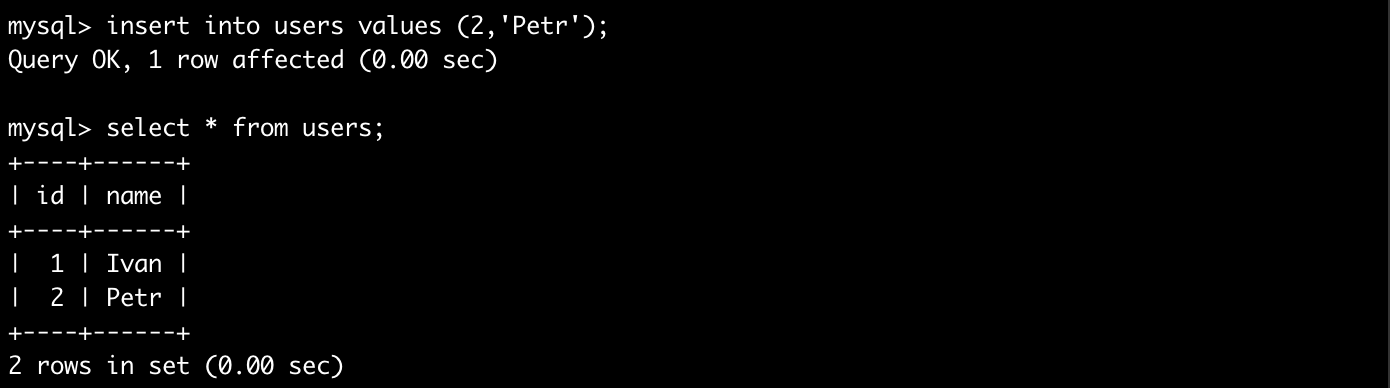 mysql> insert into users values (2,'Petr');
Query OK, 1 row affected (0.00 sec)
mysql> select * from users;
+----+------+
| id | name |
+----+------+
|  1 | Ivan |
|  2 | Petr |
+----+------+
2 rows in set (0.00 sec)